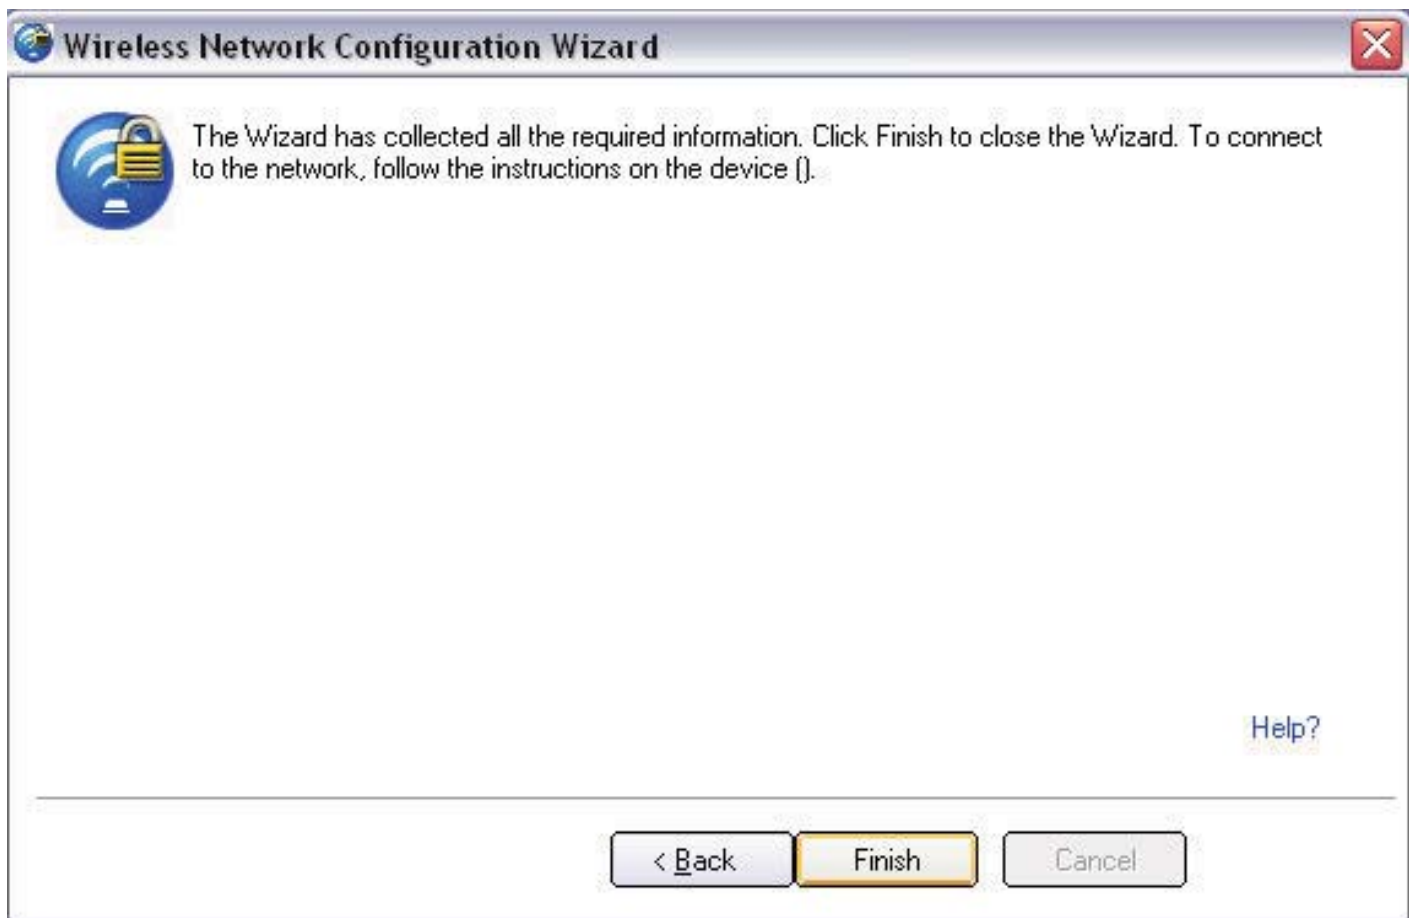 Wireless Network Configuration Wizard
The Wizard has collected all the required information. Click Finish to close the Wizard. To connect
to the network, follow the instructions on the device ().
Help?
< Back
Finish
Cancel